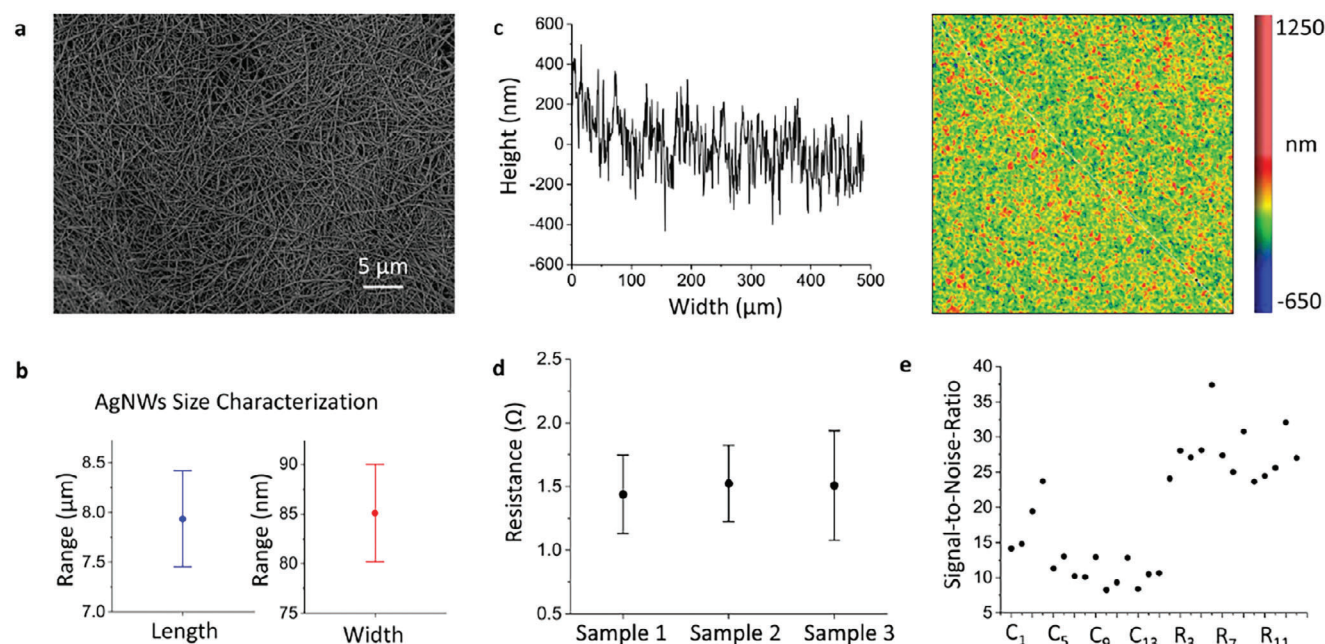 a
5 μm
c
Height (nm)
600
400
200
0
-200
-400
-600
0 100 200 300 400 500
Width (μm)
1250
nm
-650
b
AgNWs Size Characterization
Range (μm)
8.5
8.0
7.5
7.0
Length
Range (nm)
90
85
80
75
Width
d
Resistance (Ω)
2.5
2.0
1.5
1.0
0.5
Sample 1 Sample 2 Sample 3
e
Signal-to-Noise-Ratio
40
35
30
25
20
15
10
5
C1 C5 C9 C13 R3 R7 R11